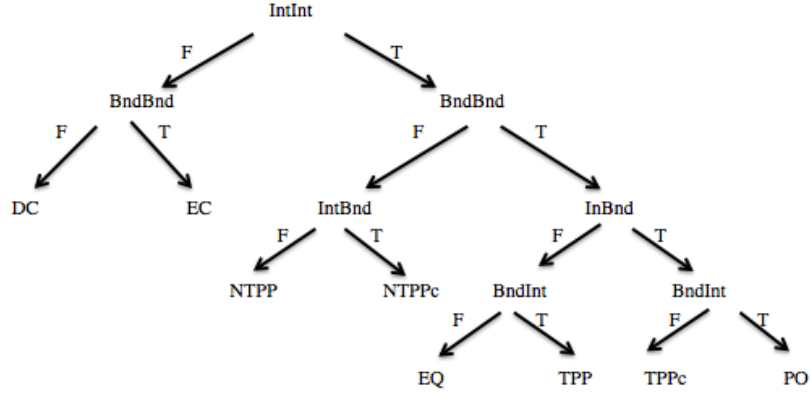 IntInt
F T
BndBnd BndBnd
F T F T
DC EC IntBnd InBnd
F T F T
NTPP NTPPc BndInt BndInt
F T F T
EQ TPP TPPc PO